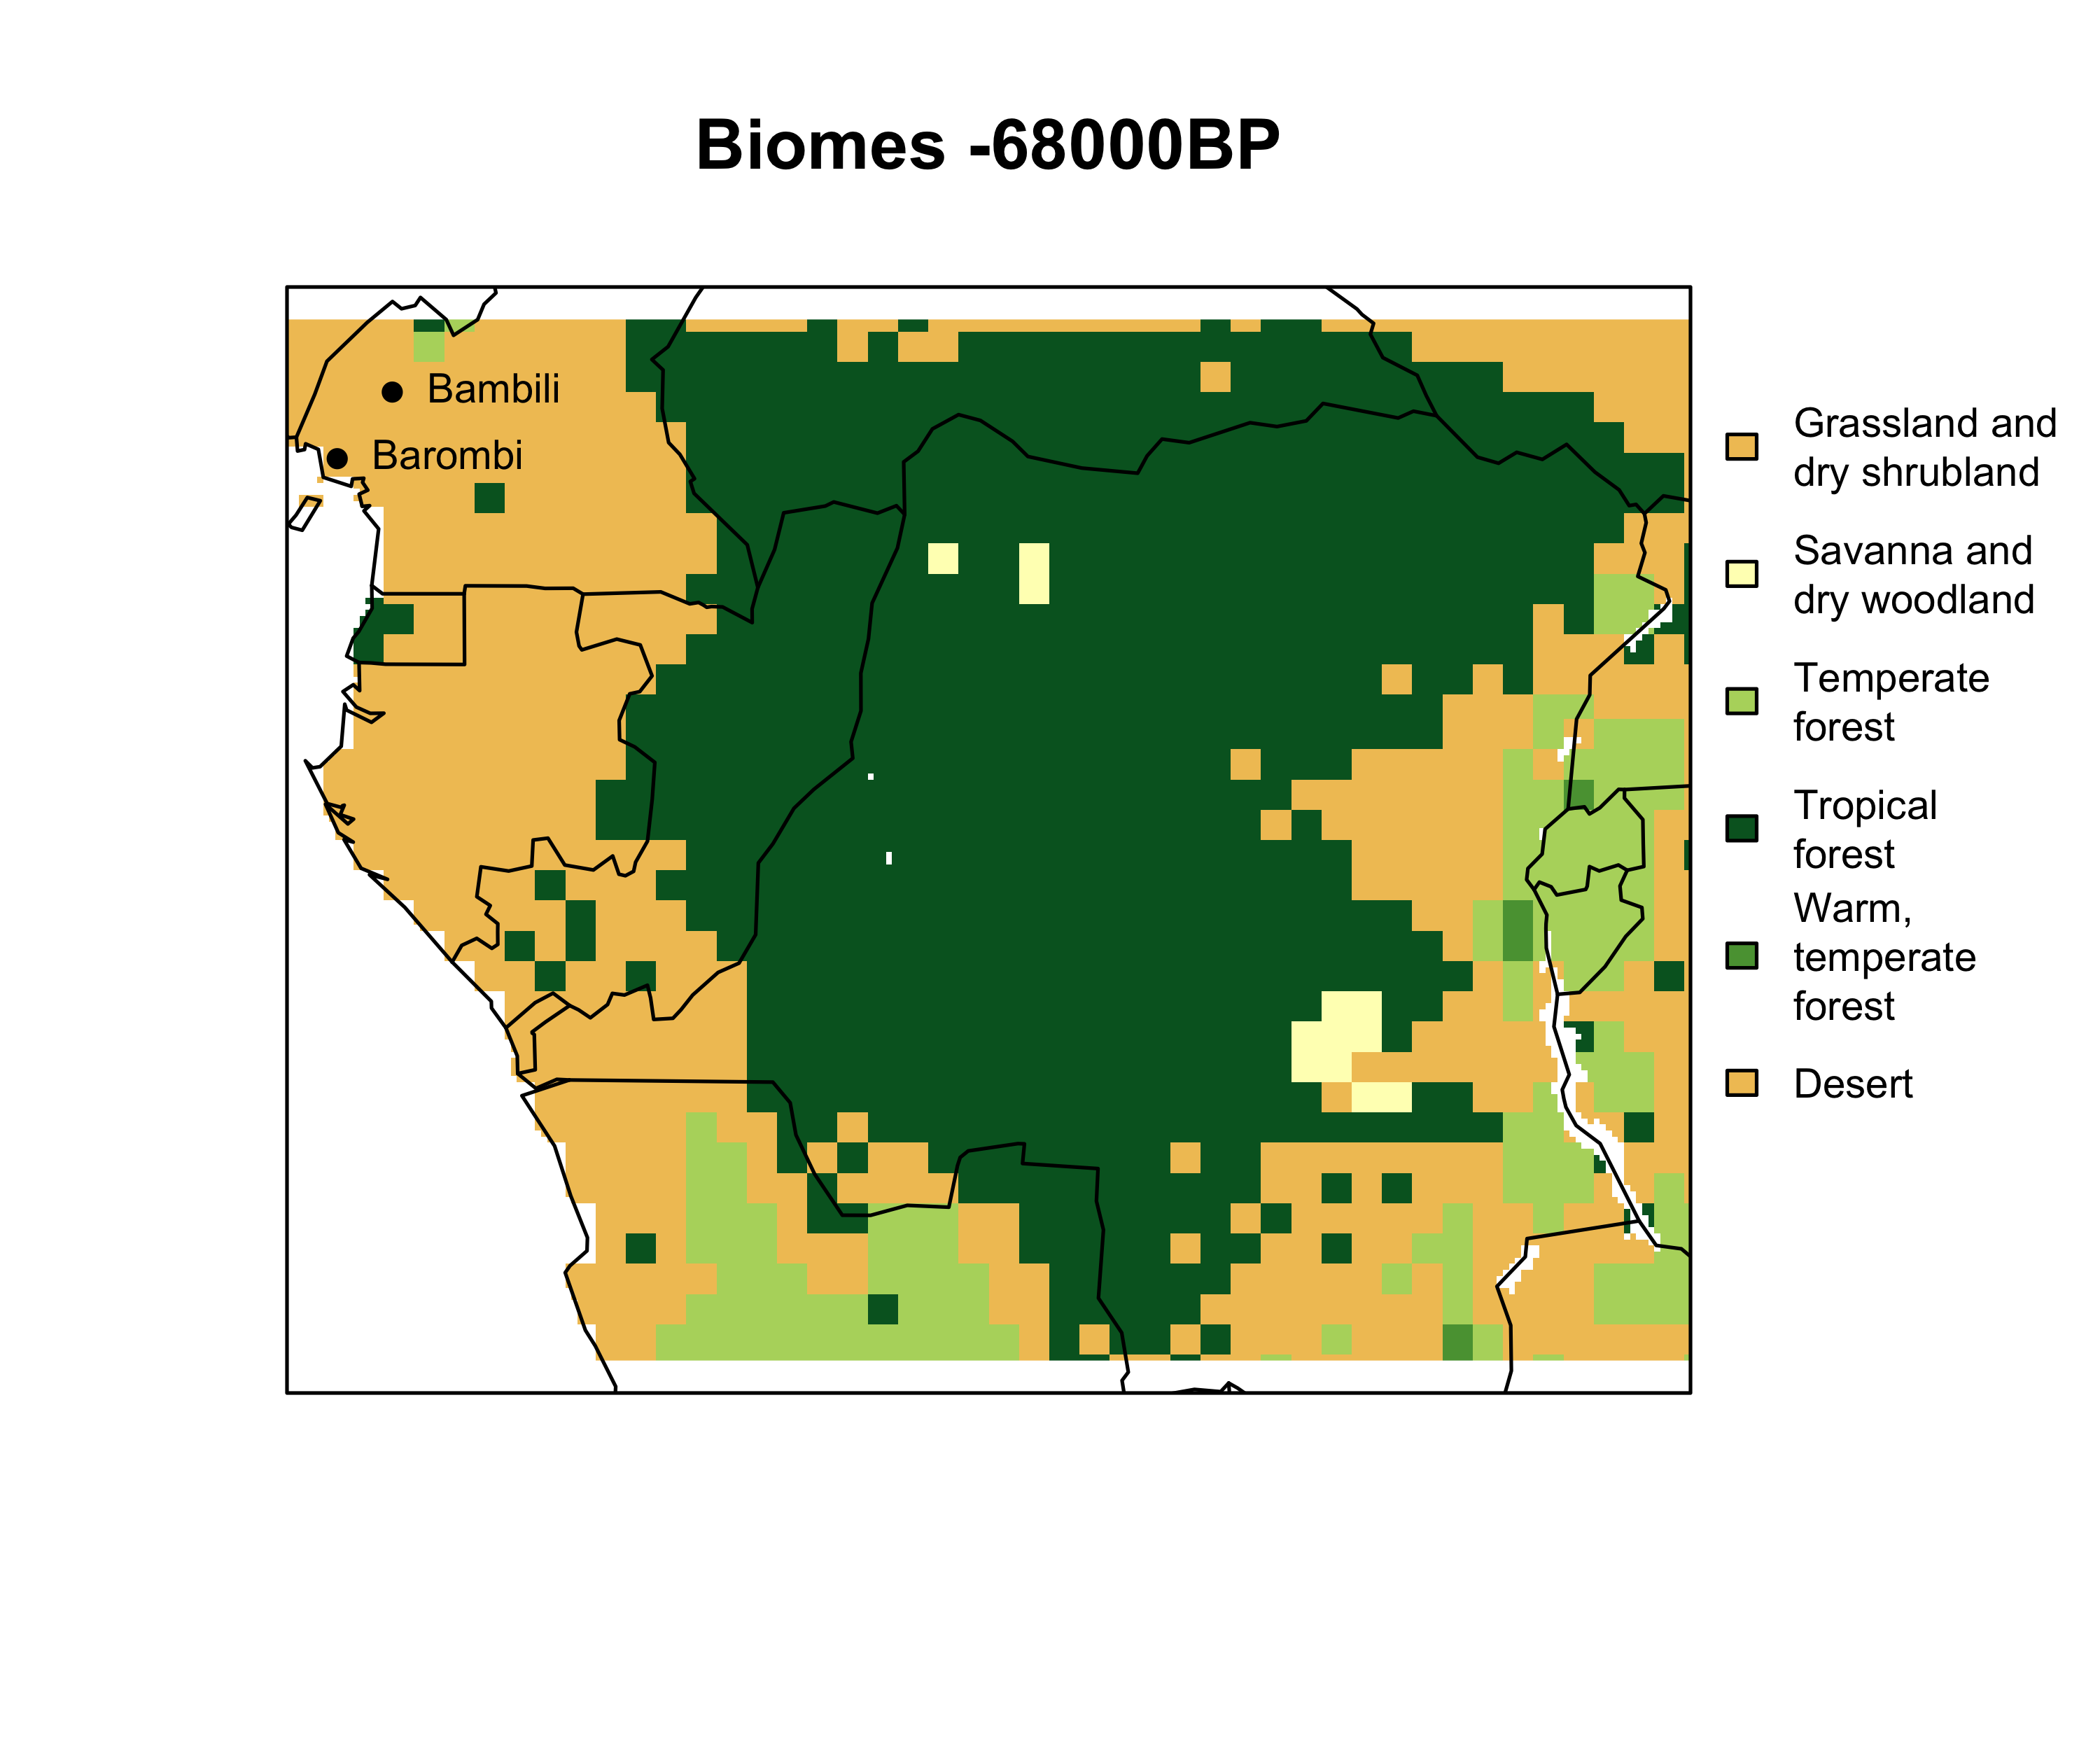 Biomes -68000BP
Bambili
Barombi
Grassland and
dry shrubland
Savanna and
dry woodland
Temperate
forest
Tropical
forest
Warm,
temperate
forest
Desert